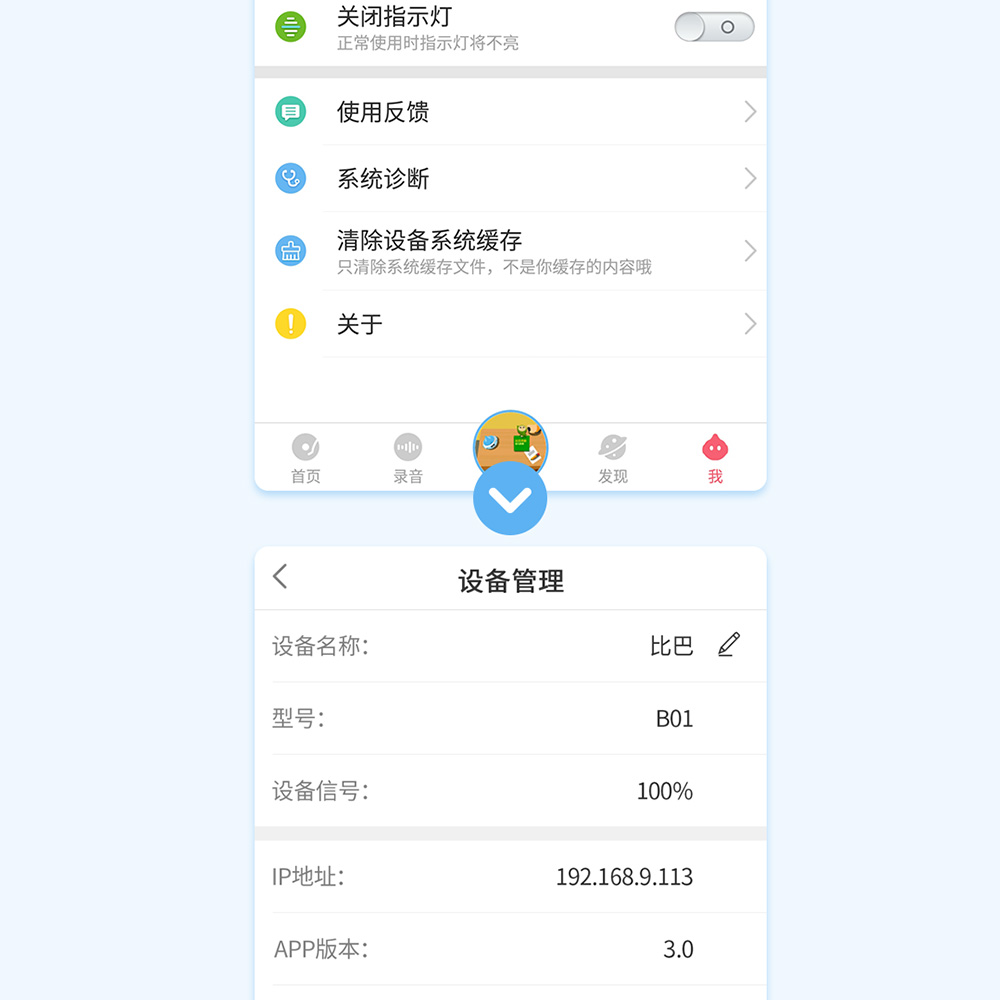 关闭指示灯
正常使用时指示灯将不亮
使用反馈
系统诊断
清除设备系统缓存
只清除系统缓存文件，不是你缓存的内容哦
关于
首页
录音
发现
我
设备管理
设备名称：
比巴
型号：
B01
设备信号：
100%
IP地址：
192.168.9.113
APP版本：
3.0